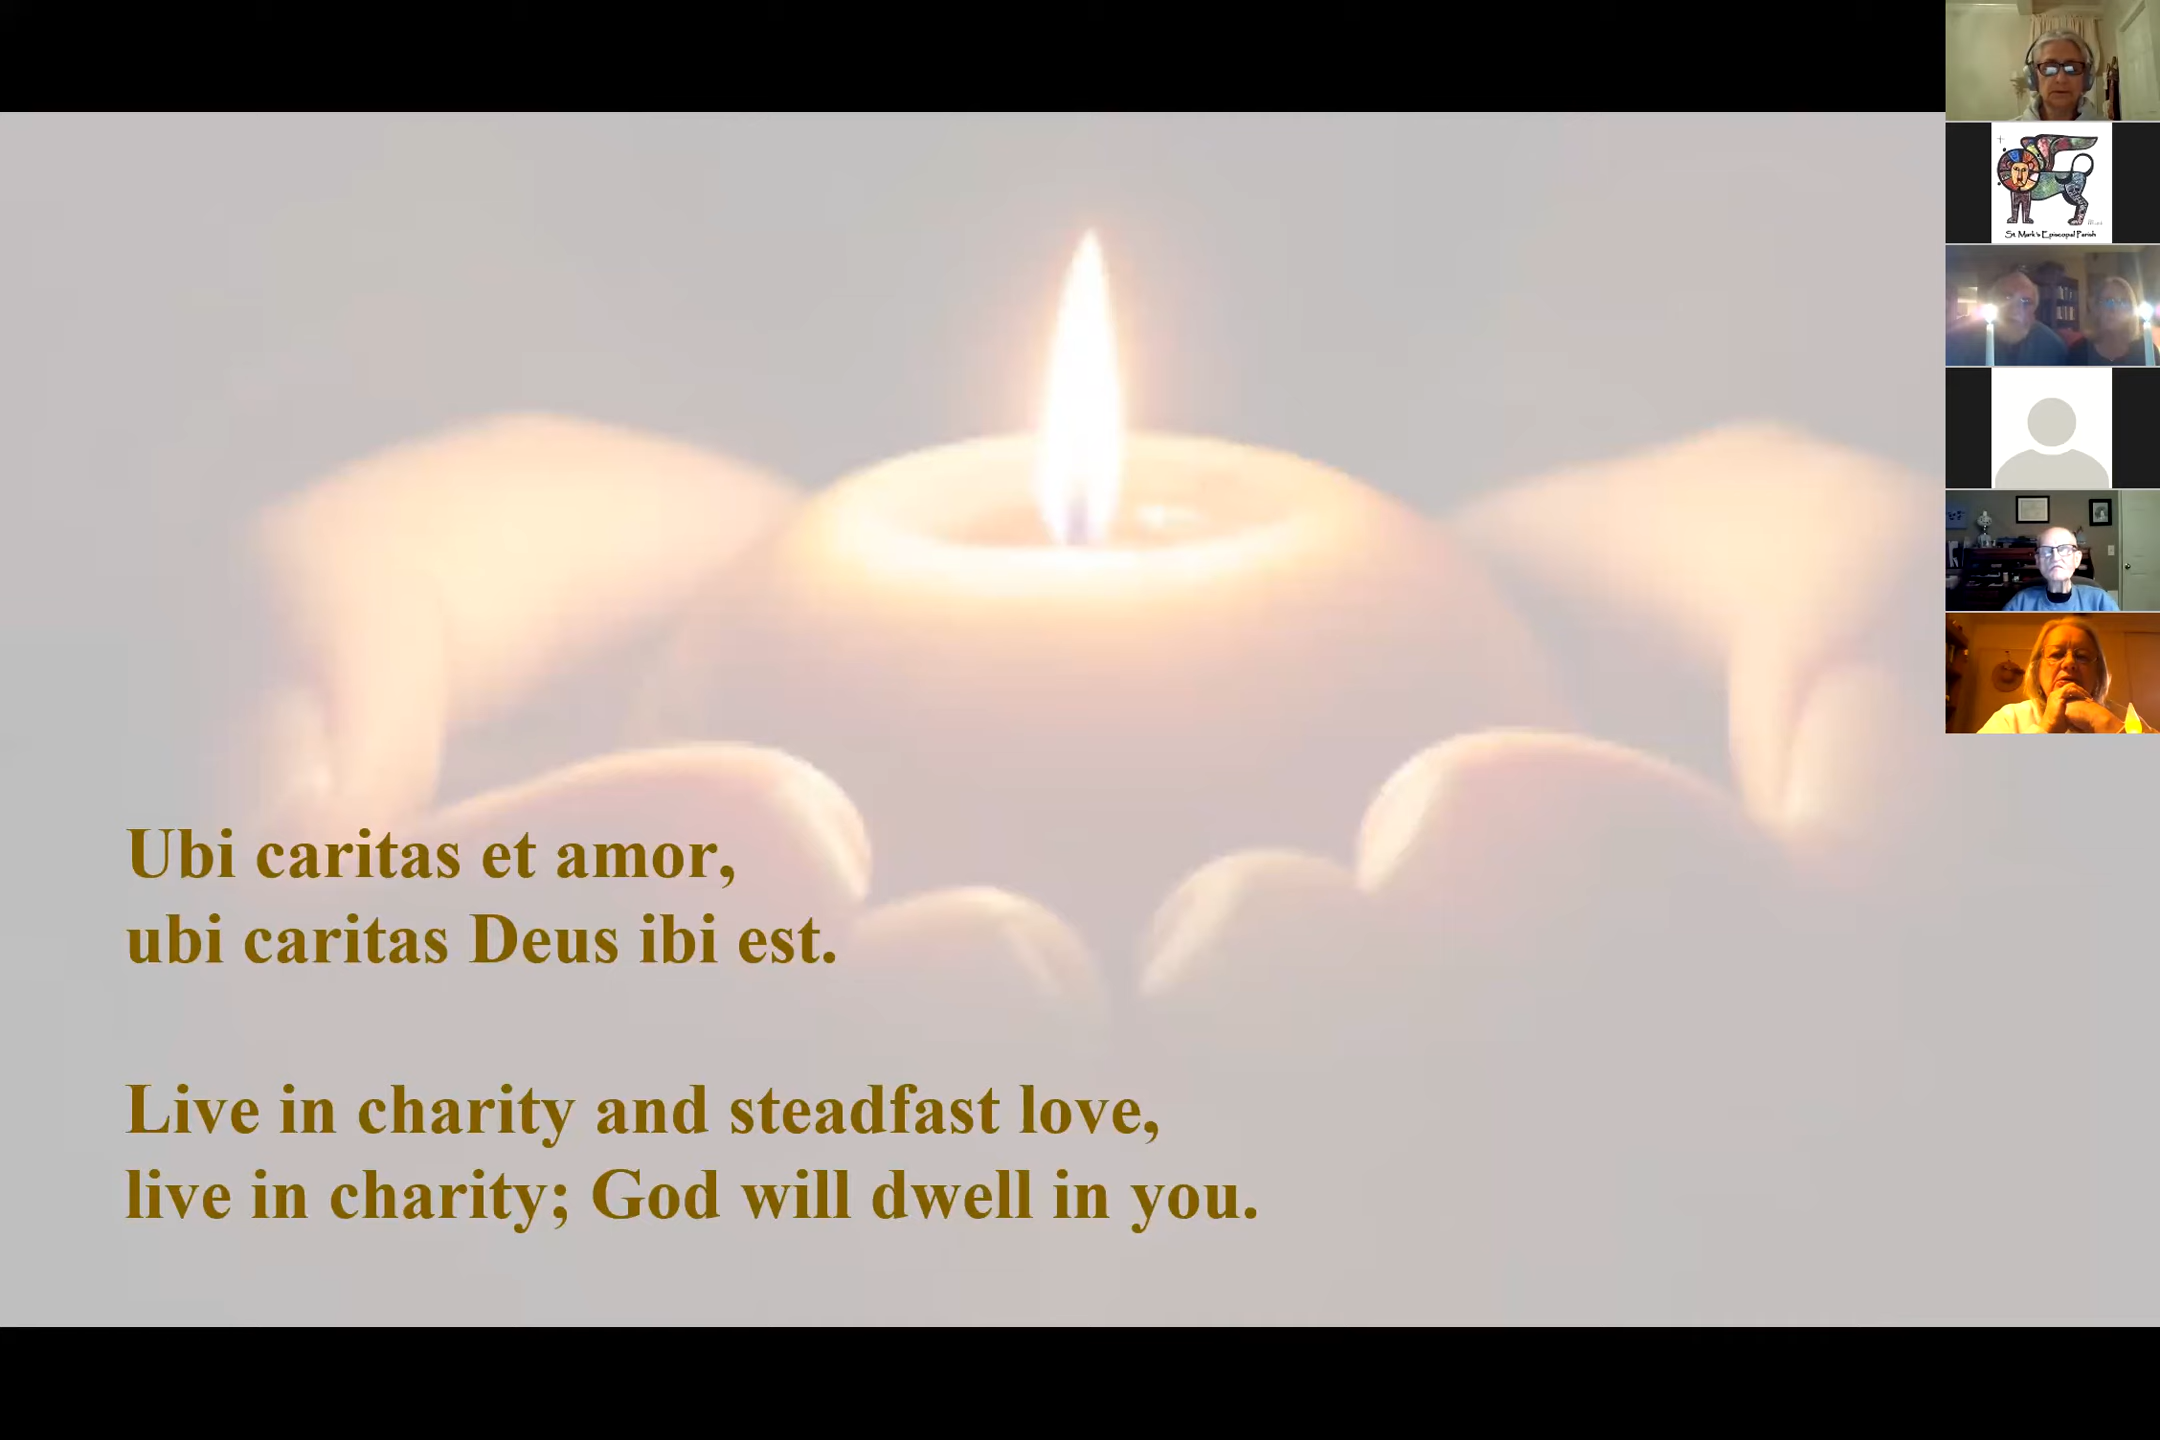 Ubi caritas et amor,
ubi caritas Deus ibi est.
Live in charity and steadfast love,
live in charity; God will dwell in you.
St. Mark's Episcopal Parish